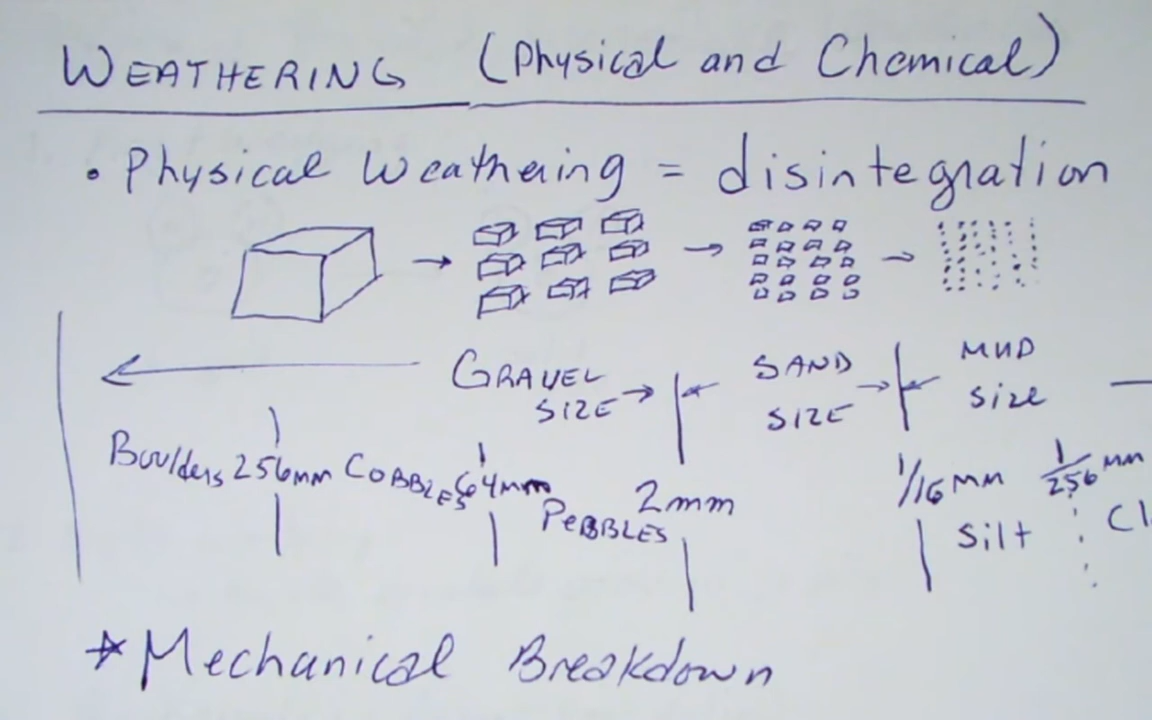 WEATHERING (Physical and Chemical)
• Physical Weathering = disintegration
GRAVEL SIZE
SAND SIZE
MUD size
Boulders 256mm COBBLES 64mm PeBBLES 2mm
1/16 mm Silt 1/256 mm
* Mechanical Breakdown